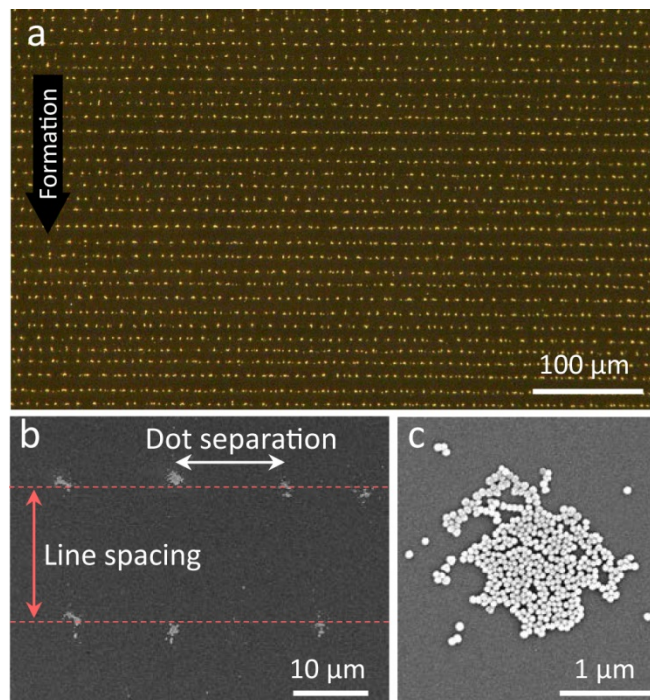 a
Formation
100 μm
b
Dot separation
Line spacing
10 μm
c
1 μm